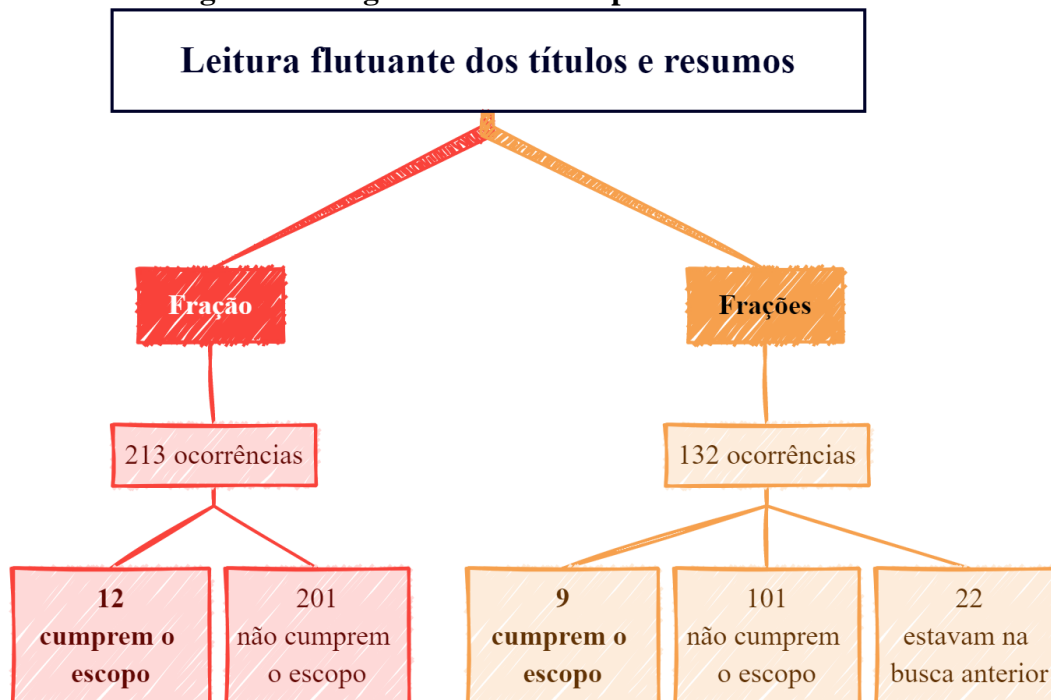 Leitura flutuante dos títulos e resumos
Fração
Frações
213 ocorrências
132 ocorrências
12
cumprem o
escopo
201
não cumprem
o escopo
9
cumprem o
escopo
101
não cumprem
o escopo
22
estavam na
busca anterior